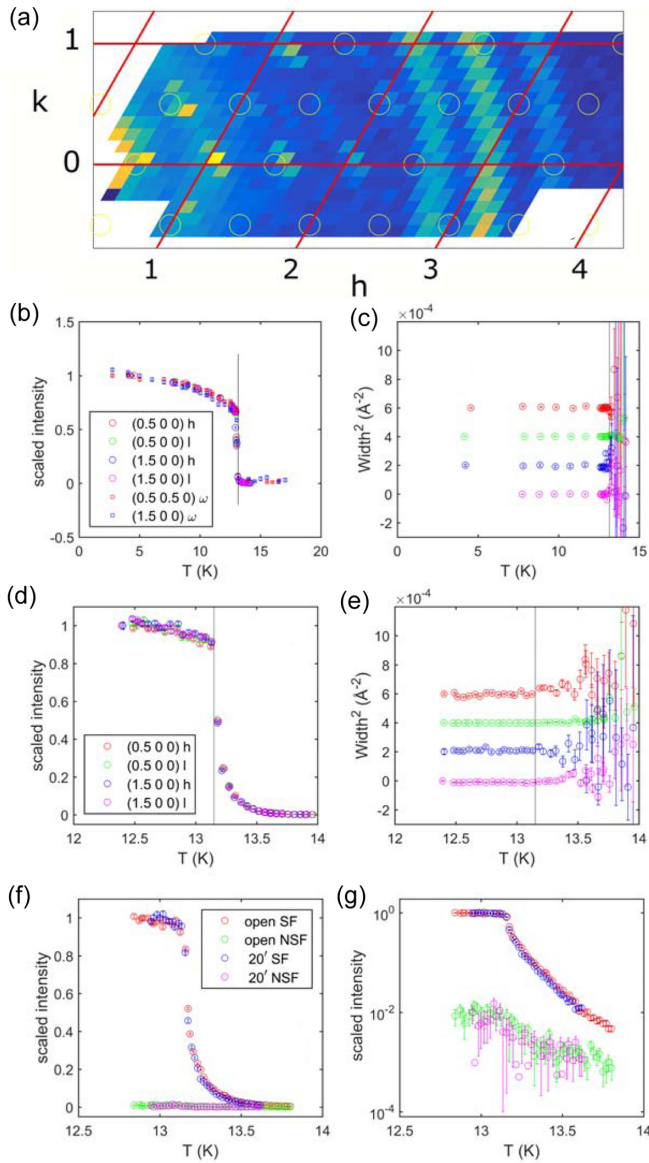 (a)
1
k
0
1
2
3
4
h
(b)
(c)
×10⁻⁴
1.5
1
0.5
0
-0.5
scaled intensity
(0.5 0 0) h
(0.5 0 0) l
(1.5 0 0) h
(1.5 0 0) l
(0.5 0.5 0) ω
(1.5 0 0) ω
0 5 10 15 20
T (K)
Width² (Å⁻²)
8
6
4
2
0
0 5 10 15
T (K)
(d)
(e)
×10⁻⁴
1
0.8
0.6
0.4
0.2
0
scaled intensity
(0.5 0 0) h
(0.5 0 0) l
(1.5 0 0) h
(1.5 0 0) l
12 12.5 13 13.5 14
T (K)
Width² (Å⁻²)
10
8
6
4
2
0
-2
12 12.5 13 13.5 14
T (K)
(f)
(g)
1
0.8
0.6
0.4
0.2
0
scaled intensity
open SF
open NSF
20′ SF
20′ NSF
12.5 13 13.5 14
T (K)
scaled intensity
10⁰
10⁻²
10⁻⁴
12.5 13 13.5 14
T (K)